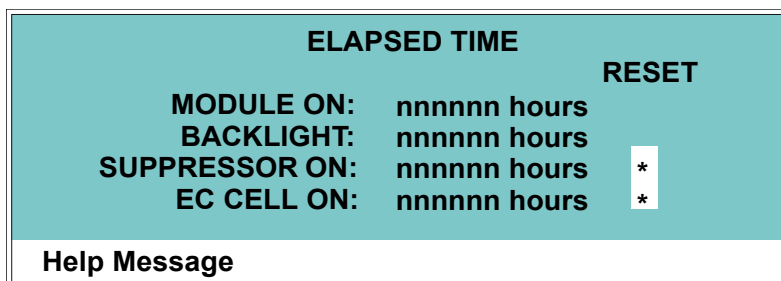 ELAPSED TIME
RESET
MODULE ON: nnnnnn hours
BACKLIGHT: nnnnnn hours
SUPPRESSOR ON: nnnnnn hours *
EC CELL ON: nnnnnn hours *
Help Message